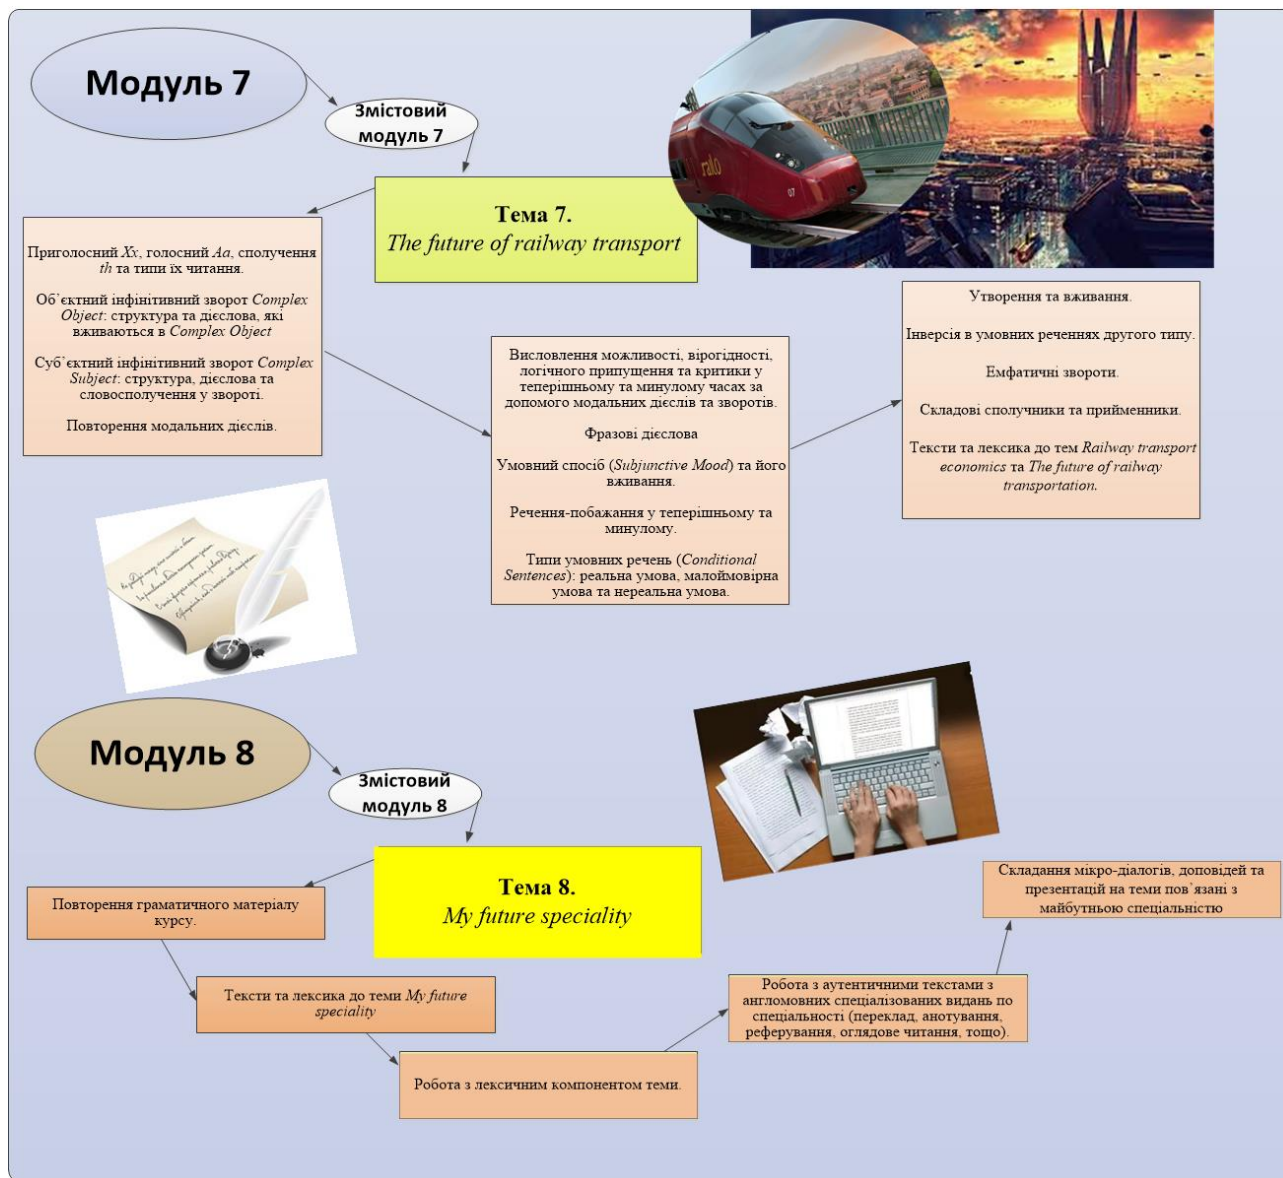 Модуль 7
Змістовий
модуль 7
Тема 7.
The future of railway transport
Приголосний Xx, голосний Aa, сполучення
th та типи їх читання.
Об’єктний інфінітивний зворот Complex
Object: структура та дієслова, які
вживаються в Complex Object
Суб’єктний інфінітивний зворот Complex
Subject: структура, дієслова та
словосполучення у звороті.
Повторення модальних дієслів.
Висловлення можливості, вірогідності,
логічного припущення та критики у
теперішньому та минулому часах за
допомого модальних дієслів та зворотів.
Фразові дієслова
Умовний спосіб (Subjunctive Mood) та його
вживання.
Речення-побажання у теперішньому та
минулому.
Типи умовних речень (Conditional
Sentences): реальна умова, малоймовірна
умова та нереальна умова.
Утворення та вживання.
Інверсія в умовних реченнях другого типу.
Емфатичні звороти.
Складові сполучники та прийменники.
Тексти та лексика до тем Railway transport
economics та The future of railway
transportation.
Модуль 8
Змістовий
модуль 8
Тема 8.
My future speciality
Повторення граматичного матеріалу
курсу.
Тексти та лексика до теми My future
speciality
Робота з лексичним компонентом теми.
Робота з аутентичними текстами з
англомовних спеціалізованих видань по
спеціальності (переклад, анотування,
реферування, оглядове читання, тощо).
Складання мікро-діалогів, доповідей та
презентацій на теми пов`язані з
майбутньою спеціальністю